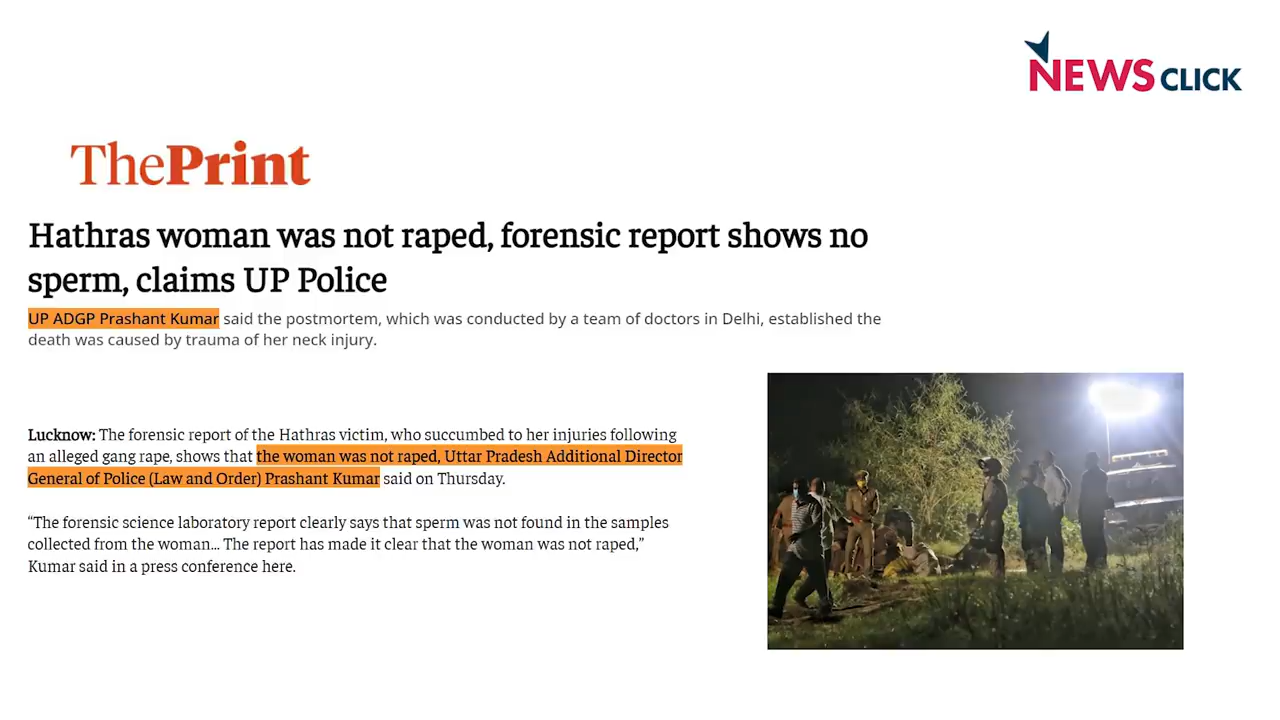 NEWS CLICK
ThePrint
Hathras woman was not raped, forensic report shows no
sperm, claims UP Police
UP ADGP Prashant Kumar said the postmortem, which was conducted by a team of doctors in Delhi, established the
death was caused by trauma of her neck injury.
Lucknow: The forensic report of the Hathras victim, who succumbed to her injuries following
an alleged gang rape, shows that the woman was not raped, Uttar Pradesh Additional Director
General of Police (Law and Order) Prashant Kumar said on Thursday.
“The forensic science laboratory report clearly says that sperm was not found in the samples
collected from the woman... The report has made it clear that the woman was not raped,”
Kumar said in a press conference here.